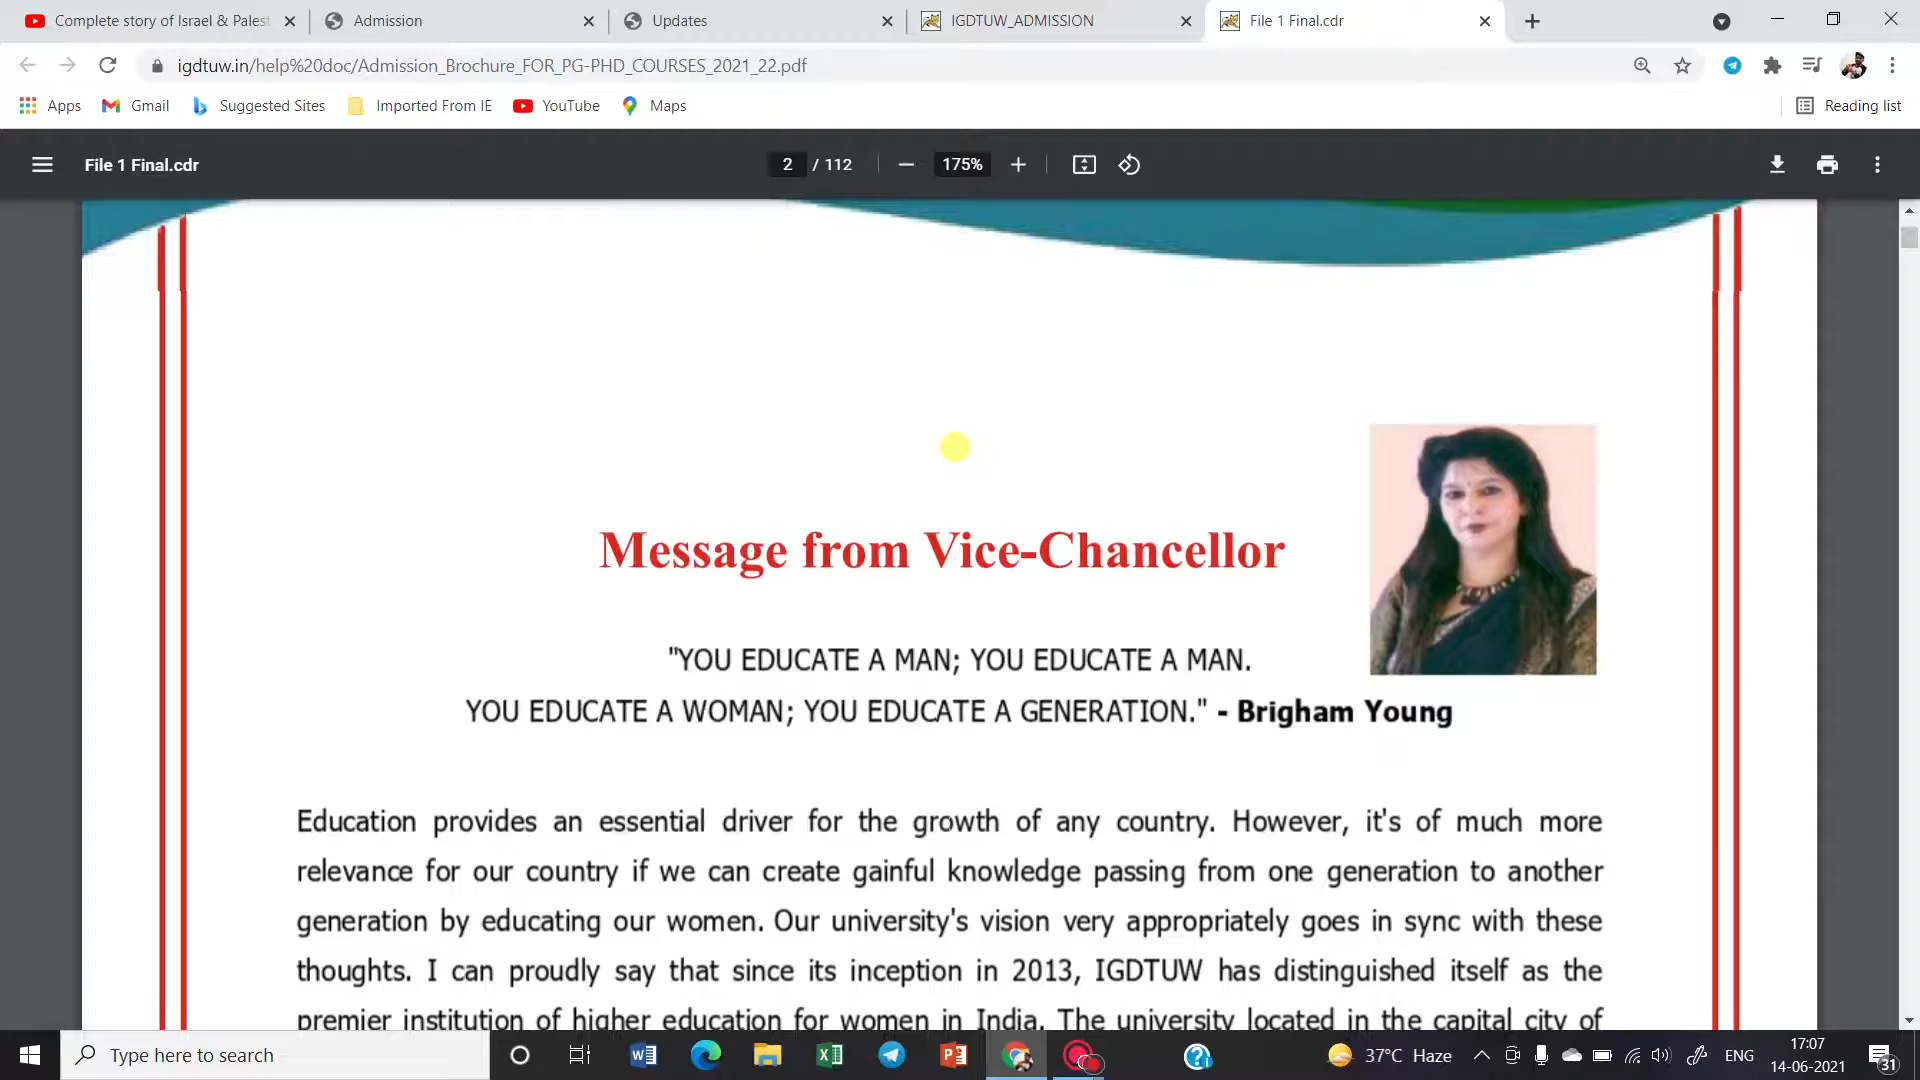 Complete story of Israel & Palest
Admission
Updates
IGDTUW_ADMISSION
File 1 Final.cdr
igdtuw.in/help%20doc/Admission_Brochure_FOR_PG-PHD_COURSES_2021_22.pdf
Apps
Gmail
Suggested Sites
Imported From IE
YouTube
Maps
Reading list
File 1 Final.cdr
2 / 112
175%
Message from Vice-Chancellor
"YOU EDUCATE A MAN; YOU EDUCATE A MAN.
YOU EDUCATE A WOMAN; YOU EDUCATE A GENERATION." - Brigham Young
Education provides an essential driver for the growth of any country. However, it's of much more
relevance for our country if we can create gainful knowledge passing from one generation to another
generation by educating our women. Our university's vision very appropriately goes in sync with these
thoughts. I can proudly say that since its inception in 2013, IGDTUW has distinguished itself as the
premier institution of higher education for women in India. The university located in the capital city of
Type here to search
37°C Haze
ENG
17:07
14-06-2021
31